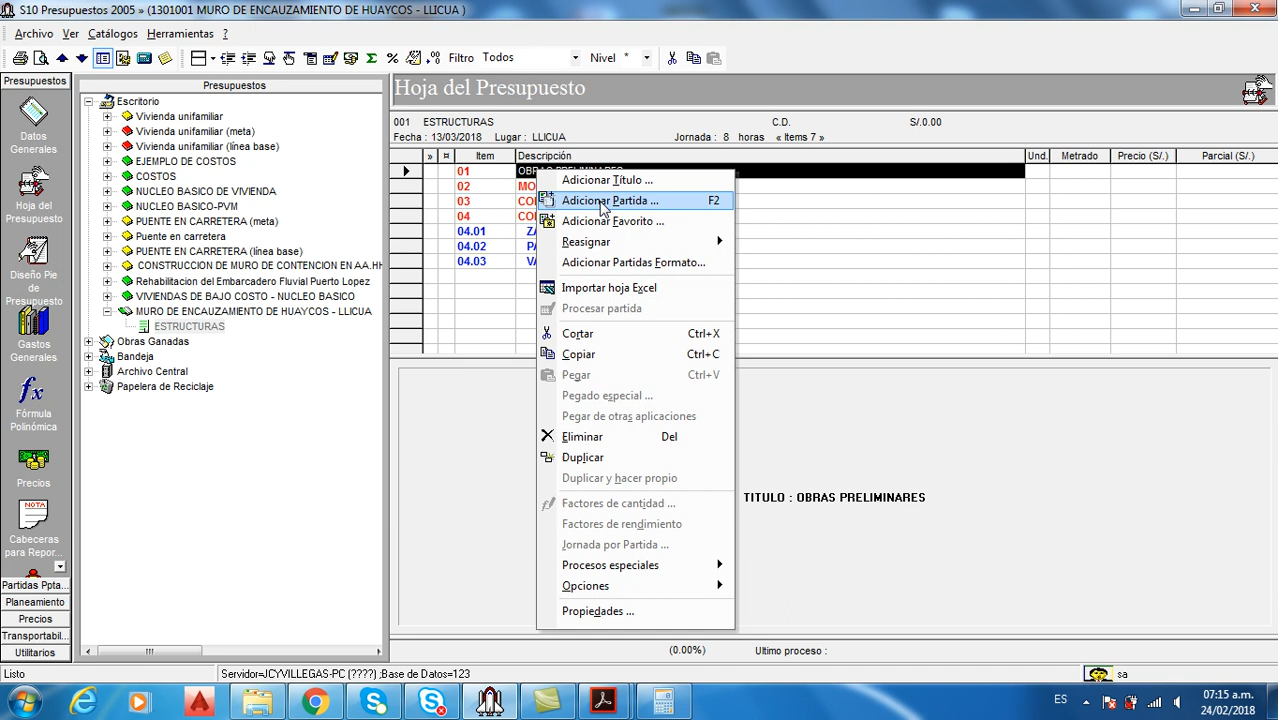 S10 Presupuestos 2005 » (1301001 MURO DE ENCAUZAMIENTO DE HUAYCOS - LLICUA )
Archivo Ver Catálogos Herramientas ?
Filtro Todos Nivel *
Presupuestos
Datos Generales
Hoja del Presupuesto
Diseño Pie de Presupuesto
Gastos Generales
Fórmula Polinómica
Precios
NOTA
Cabeceras para Repor...
Partidas Ppta...
Planeamiento
Precios
Transportabil...
Utilitarios
Presupuestos
Escritorio
Vivienda unifamiliar
Vivienda unifamiliar (meta)
Vivienda unifamiliar (línea base)
EJEMPLO DE COSTOS
COSTOS
NUCLEO BASICO DE VIVIENDA
NUCLEO BASICO-PVM
PUENTE EN CARRETERA (meta)
Puente en carretera
PUENTE EN CARRETERA (línea base)
CONSTRUCCION DE MURO DE CONTENCION EN AA.HH
Rehabilitacion del Embarcadero Fluvial Puerto Lopez
VIVIENDAS DE BAJO COSTO - NUCLEO BASICO
MURO DE ENCAUZAMIENTO DE HUAYCOS - LLICUA
ESTRUCTURAS
Obras Ganadas
Bandeja
Archivo Central
Papelera de Reciclaje
Hoja del Presupuesto
001 ESTRUCTURAS C.D. S/.0.00
Fecha : 13/03/2018 Lugar : LLICUA Jornada : 8 horas « Items 7 »
» ¤ Item Descripción Und. Metrado Precio (S/.) Parcial (S/.)
01 OBRAS PRELIMINARES
02 MO
03 CO
04 CO
04.01 ZA
04.02 PA
04.03 VA
Adicionar Título ...
Adicionar Partida ... F2
Adicionar Favorito ...
Reasignar
Adicionar Partidas Formato...
Importar hoja Excel
Procesar partida
Cortar Ctrl+X
Copiar Ctrl+C
Pegar Ctrl+V
Pegado especial ...
Pegar de otras aplicaciones
Eliminar Del
Duplicar
Duplicar y hacer propio
Factores de cantidad ...
Factores de rendimiento
Jornada por Partida ...
Procesos especiales
Opciones
Propiedades ...
TITULO : OBRAS PRELIMINARES
(0.00%) Ultimo proceso :
Listo Servidor=JCYVILLEGAS-PC (????) ;Base de Datos=123 sa
ES 07:15 a.m.
24/02/2018